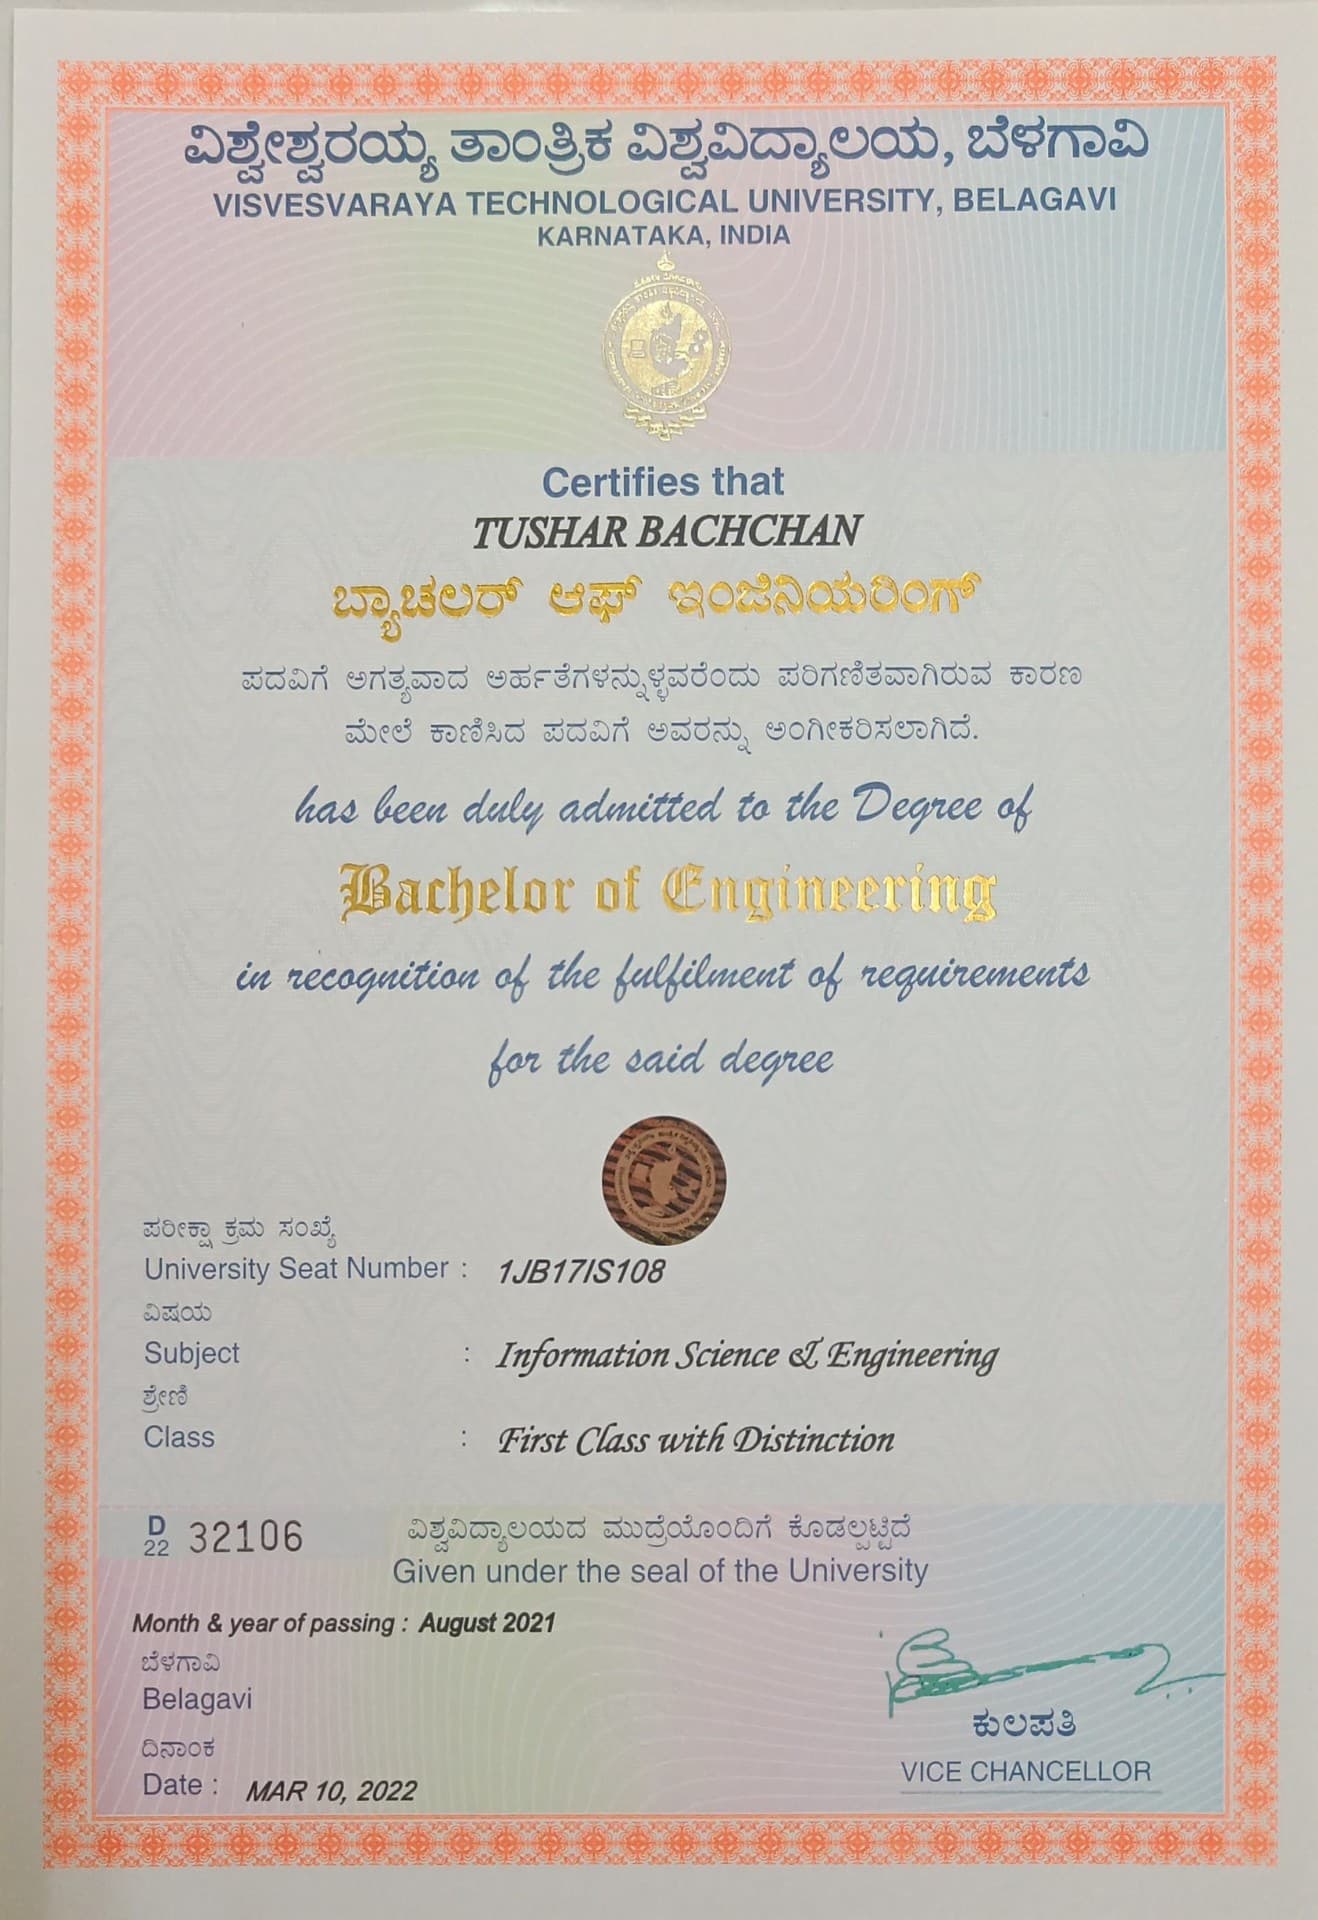 ವಿಶ್ವೇಶ್ವರಯ್ಯ ತಾಂತ್ರಿಕ ವಿಶ್ವವಿದ್ಯಾಲಯ, ಬೆಳಗಾವಿ
VISVESVARAYA TECHNOLOGICAL UNIVERSITY, BELAGAVI
KARNATAKA, INDIA
Certifies that
TUSHAR BACHCHAN
ಬ್ಯಾಚಲರ್ ಆಫ್ ಇಂಜಿನಿಯರಿಂಗ್
ಪದವಿಗೆ ಅಗತ್ಯವಾದ ಅರ್ಹತೆಗಳನ್ನುಳ್ಳವರೆಂದು ಪರಿಗಣಿತವಾಗಿರುವ ಕಾರಣ
ಮೇಲೆ ಕಾಣಿಸಿದ ಪದವಿಗೆ ಅವರನ್ನು ಅಂಗೀಕರಿಸಲಾಗಿದೆ.
has been duly admitted to the Degree of
Bachelor of Engineering
in recognition of the fulfilment of requirements
for the said degree
ಪರೀಕ್ಷಾ ಕ್ರಮ ಸಂಖ್ಯೆ
University Seat Number : 1JB17IS108
ವಿಷಯ
Subject : Information Science & Engineering
ಶ್ರೇಣಿ
Class : First Class with Distinction
D 22 32106
ವಿಶ್ವವಿದ್ಯಾಲಯದ ಮುದ್ರೆಯೊಂದಿಗೆ ಕೊಡಲ್ಪಟ್ಟಿದೆ
Given under the seal of the University
Month & year of passing : August 2021
ಬೆಳಗಾವಿ
Belagavi
ದಿನಾಂಕ
Date : MAR 10, 2022
ಕುಲಪತಿ
VICE CHANCELLOR